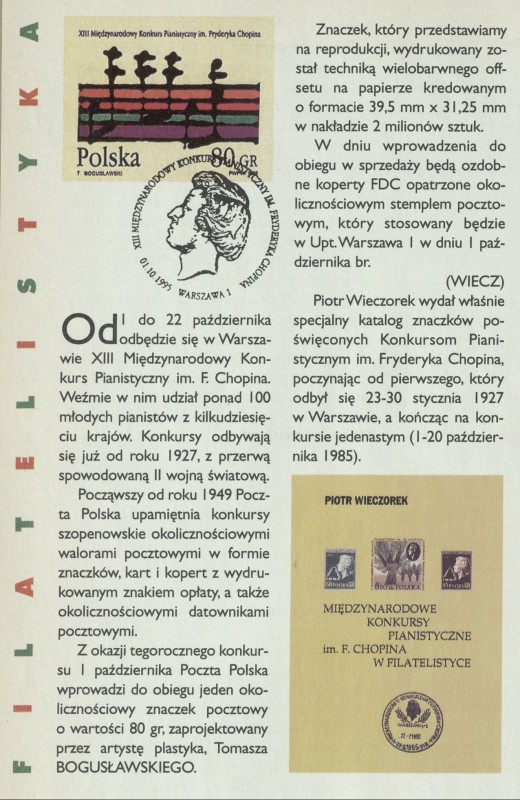 FILATELISTYKA
XIII Międzynarodowy Konkurs Pianistyczny im. Fryderyka Chopina
Polska
80 GR
T. BOGUSŁAWSKI
XIII MIĘDZYNARODOWY KONKURS PIANISTYCZNY IM. FRYDERYKA CHOPINA
01.10.1995 WARSZAWA 1
Od 1 do 22 października
odbędzie się w Warsza-
wie XIII Międzynarodowy Kon-
kurs Pianistyczny im. F. Chopina.
Weźmie w nim udział ponad 100
młodych pianistów z kilkudziesię-
ciu krajów. Konkursy odbywają
się już od roku 1927, z przerwą
spowodowaną II wojną światową.
Począwszy od roku 1949 Pocz-
ta Polska upamiętnia konkursy
szopenowskie okolicznościowymi
walorami pocztowymi w formie
znaczków, kart i kopert z wydru-
kowanym znakiem opłaty, a także
okolicznościowymi datownikami
pocztowymi.
Z okazji tegorocznego konkur-
su 1 października Poczta Polska
wprowadzi do obiegu jeden oko-
licznościowy znaczek pocztowy
o wartości 80 gr, zaprojektowany
przez artystę plastyka, Tomasza
BOGUSŁAWSKIEGO.
Znaczek, który przedstawiamy
na reprodukcji, wydrukowany zo-
stał techniką wielobarwnego off-
setu na papierze kredowanym
o formacie 39,5 mm x 31,25 mm
w nakładzie 2 milionów sztuk.
W dniu wprowadzenia do
obiegu w sprzedaży będą ozdob-
ne koperty FDC opatrzone oko-
licznościowym stemplem poczto-
wym, który stosowany będzie
w Upt. Warszawa 1 w dniu 1 paź-
dziernika br.
(WIECZ)
Piotr Wieczorek wydał właśnie
specjalny katalog znaczków po-
święconych Konkursom Piani-
stycznym im. Fryderyka Chopina,
poczynając od pierwszego, który
odbył się 23-30 stycznia 1927
w Warszawie, a kończąc na kon-
kursie jedenastym (1-20 paździer-
nika 1985).
PIOTR WIECZOREK
POLSKA
MIĘDZYNARODOWE
KONKURSY
PIANISTYCZNE
im. F. CHOPINA
W FILATELISTYCE